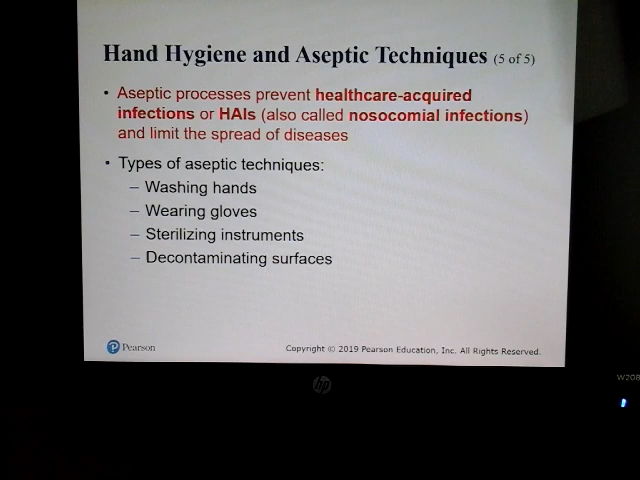 Hand Hygiene and Aseptic Techniques (5 of 5)
• Aseptic processes prevent healthcare-acquired
infections or HAIs (also called nosocomial infections)
and limit the spread of diseases
• Types of aseptic techniques:
– Washing hands
– Wearing gloves
– Sterilizing instruments
– Decontaminating surfaces
P Pearson
Copyright © 2019 Pearson Education, Inc. All Rights Reserved.
hp
W208